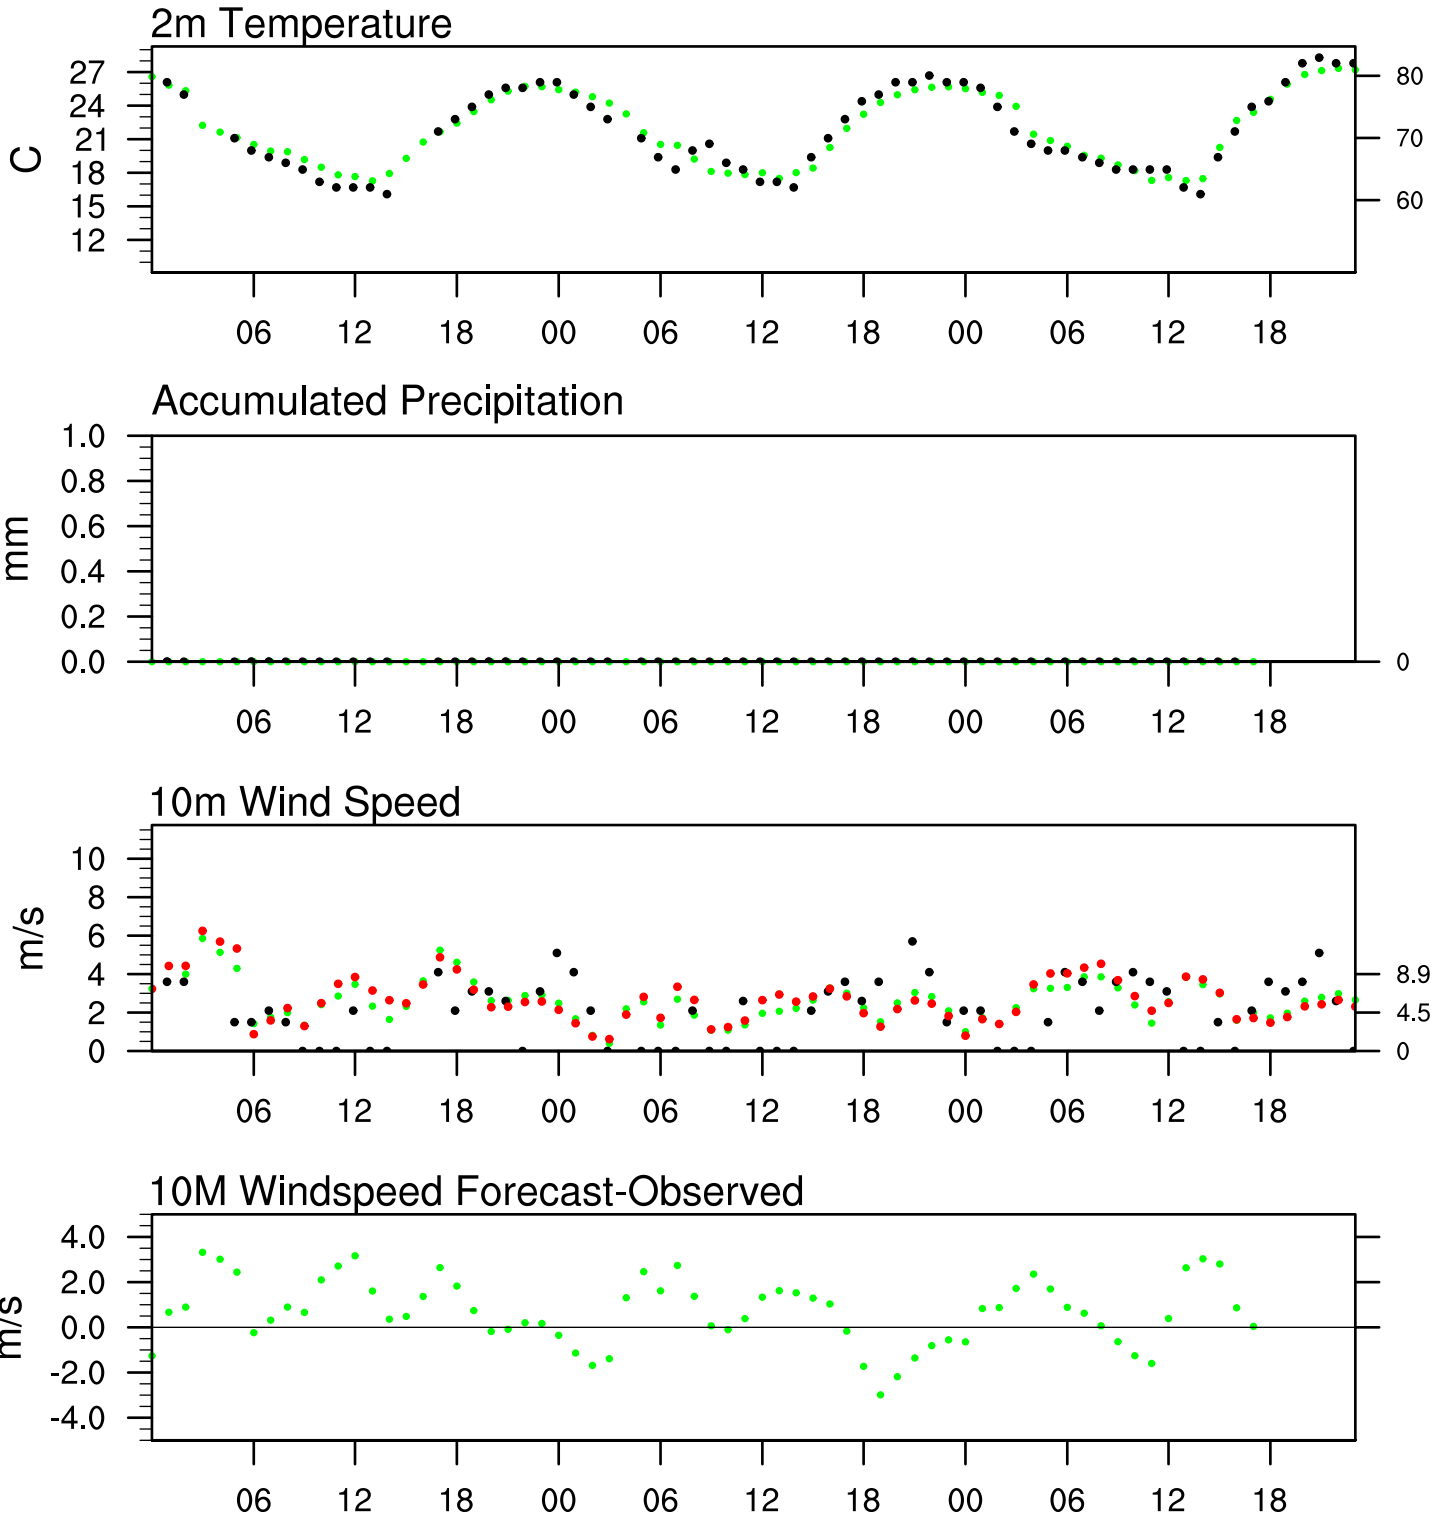 2m Temperature
27
24
21
18
15
12
C
80
70
60
06 12 18 00 06 12 18 00 06 12 18
Accumulated Precipitation
1.0
0.8
0.6
0.4
0.2
0.0
mm
0
06 12 18 00 06 12 18 00 06 12 18
10m Wind Speed
10
8
6
4
2
0
m/s
8.9
4.5
0
06 12 18 00 06 12 18 00 06 12 18
10M Windspeed Forecast-Observed
4.0
2.0
0.0
-2.0
-4.0
m/s
06 12 18 00 06 12 18 00 06 12 18